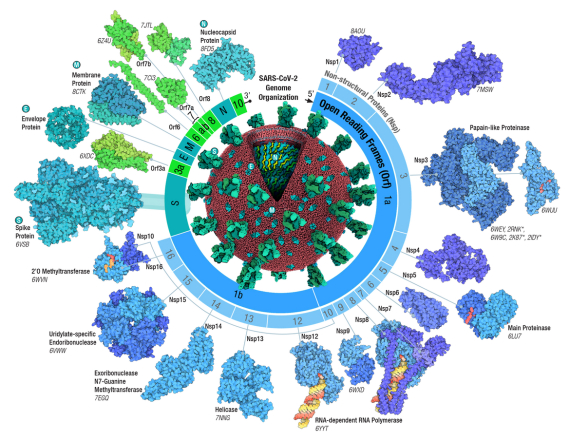 SARS-CoV-2
Genome
Organization
3'
5'
Nsp1
8AOU
Nsp2
7MSW
Non-structural Proteins (Nsp)
Open Reading Frames (Orf)
1a
1b
1
2
3
4
5
6
7
8
9
10
12
13
14
15
16
Papain-like Proteinase
Nsp3
6WUU
6WEY, 2RNK*,
6W9C, 2K87*, 2IDY*
Nsp4
Nsp5
Main Proteinase
6LU7
Nsp6
Nsp7
Nsp8
Nsp9
6WXD
Nsp12
RNA-dependent RNA Polymerase
6YYT
Nsp13
Helicase
7NNG
Nsp14
Exoribonuclease
N7-Guanine
Methyltransferase
7EGQ
Nsp15
Uridylate-specific
Endoribonuclease
6VWW
Nsp10
Nsp16
2'O Methyltransferase
6WVN
S
Spike
Protein
6VSB
S
Orf3a
6XDC
3a
E
Envelope
Protein
E
M
Membrane
Protein
8CTK
M
Orf6
6
Orf7a
7CI3
Orf7b
7JTL
6Z4U
Orf8
8
N
Nucleocapsid
Protein
8FD5
N
10